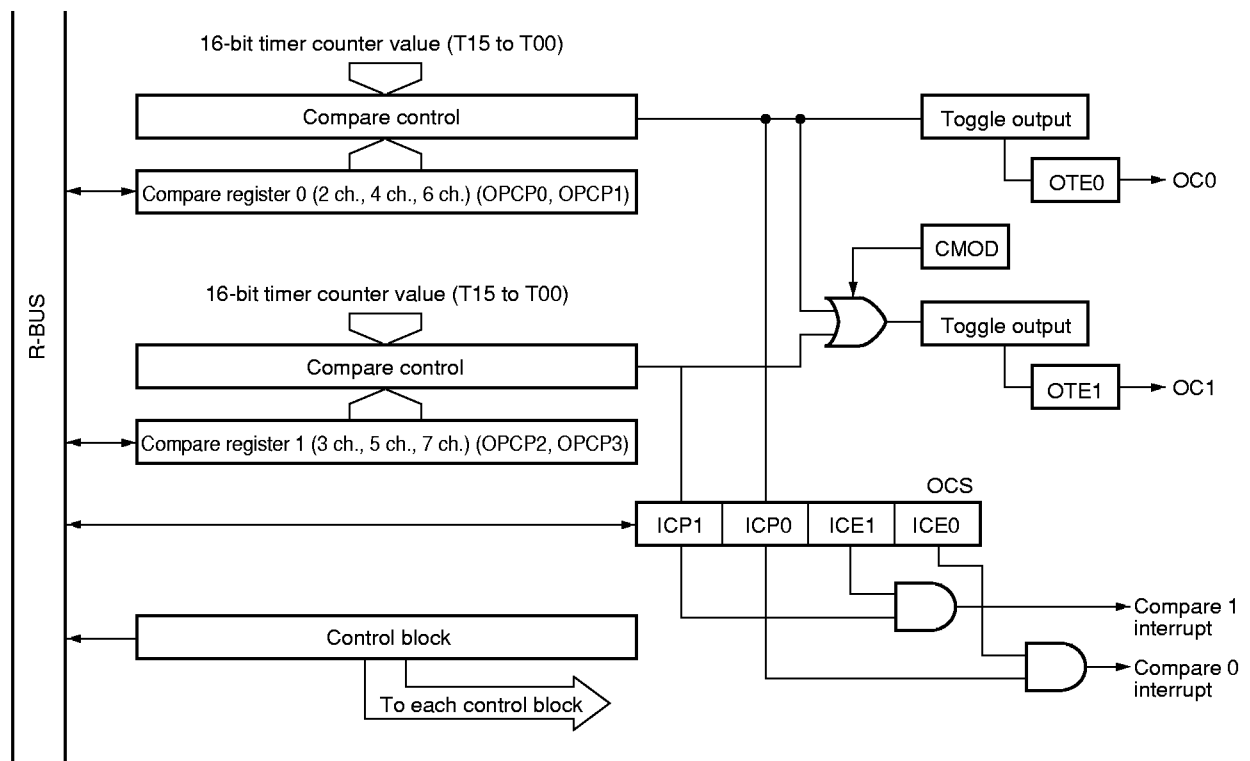 16-bit timer counter value (T15 to T00)
Compare control
Toggle output
Compare register 0 (2 ch., 4 ch., 6 ch.) (OPCP0, OPCP1)
OTE0
OC0
CMOD
16-bit timer counter value (T15 to T00)
R-BUS
Toggle output
Compare control
OTE1
OC1
Compare register 1 (3 ch., 5 ch., 7 ch.) (OPCP2, OPCP3)
OCS
ICP1
ICP0
ICE1
ICE0
Compare 1
interrupt
Control block
Compare 0
interrupt
To each control block